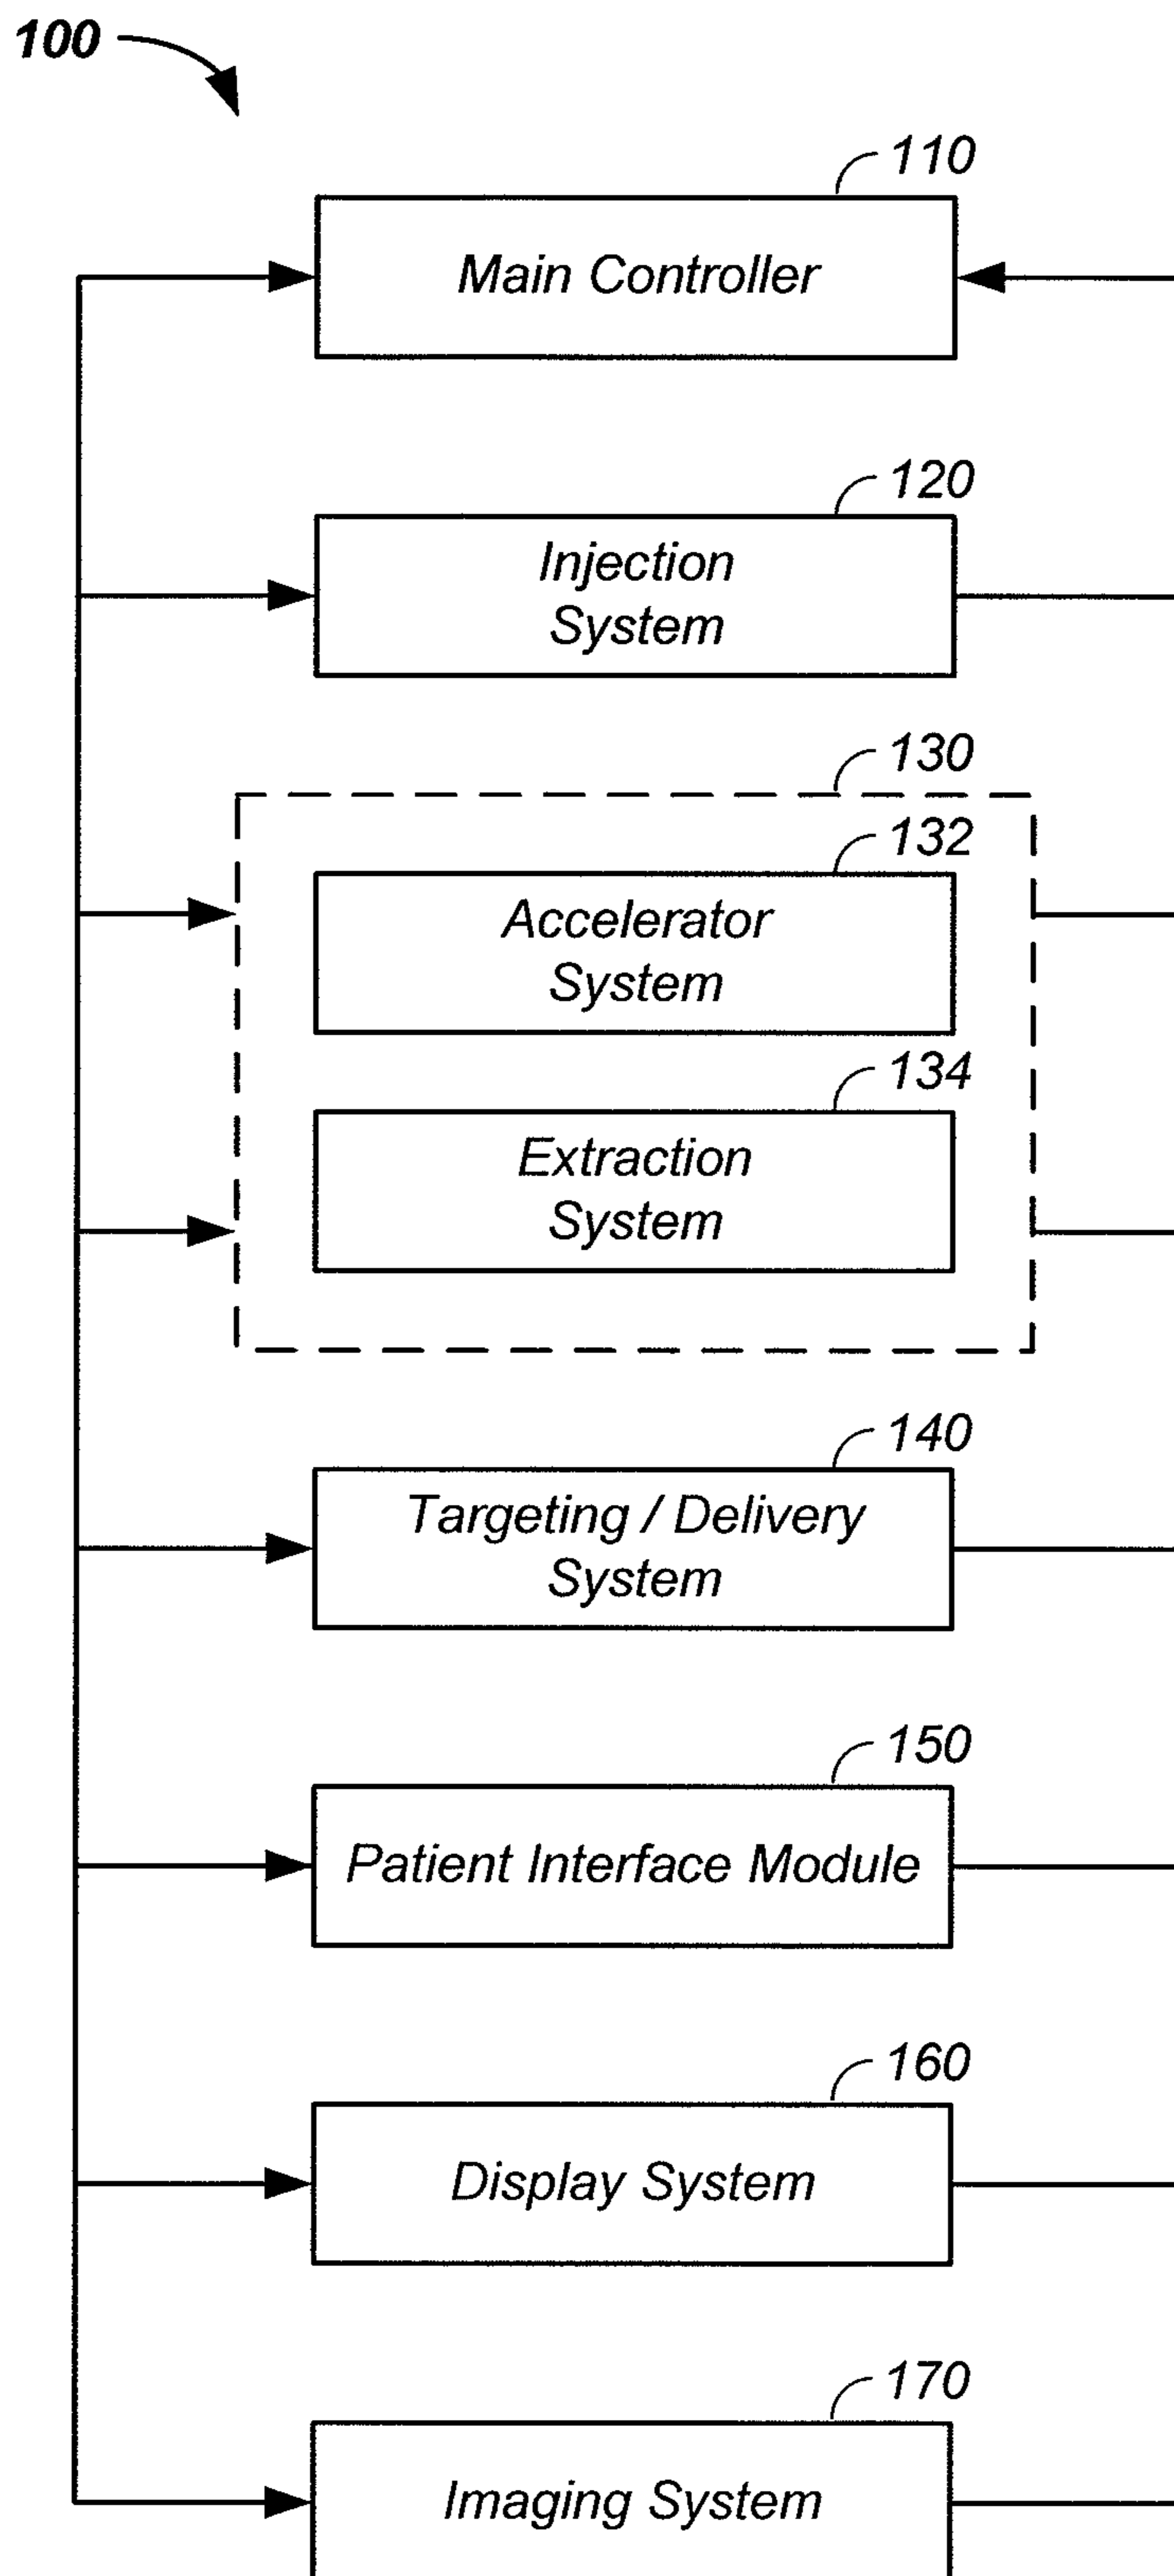 100
110
Main Controller
120
Injection
System
130
132
Accelerator
System
134
Extraction
System
140
Targeting / Delivery
System
150
Patient Interface Module
160
Display System
170
Imaging System